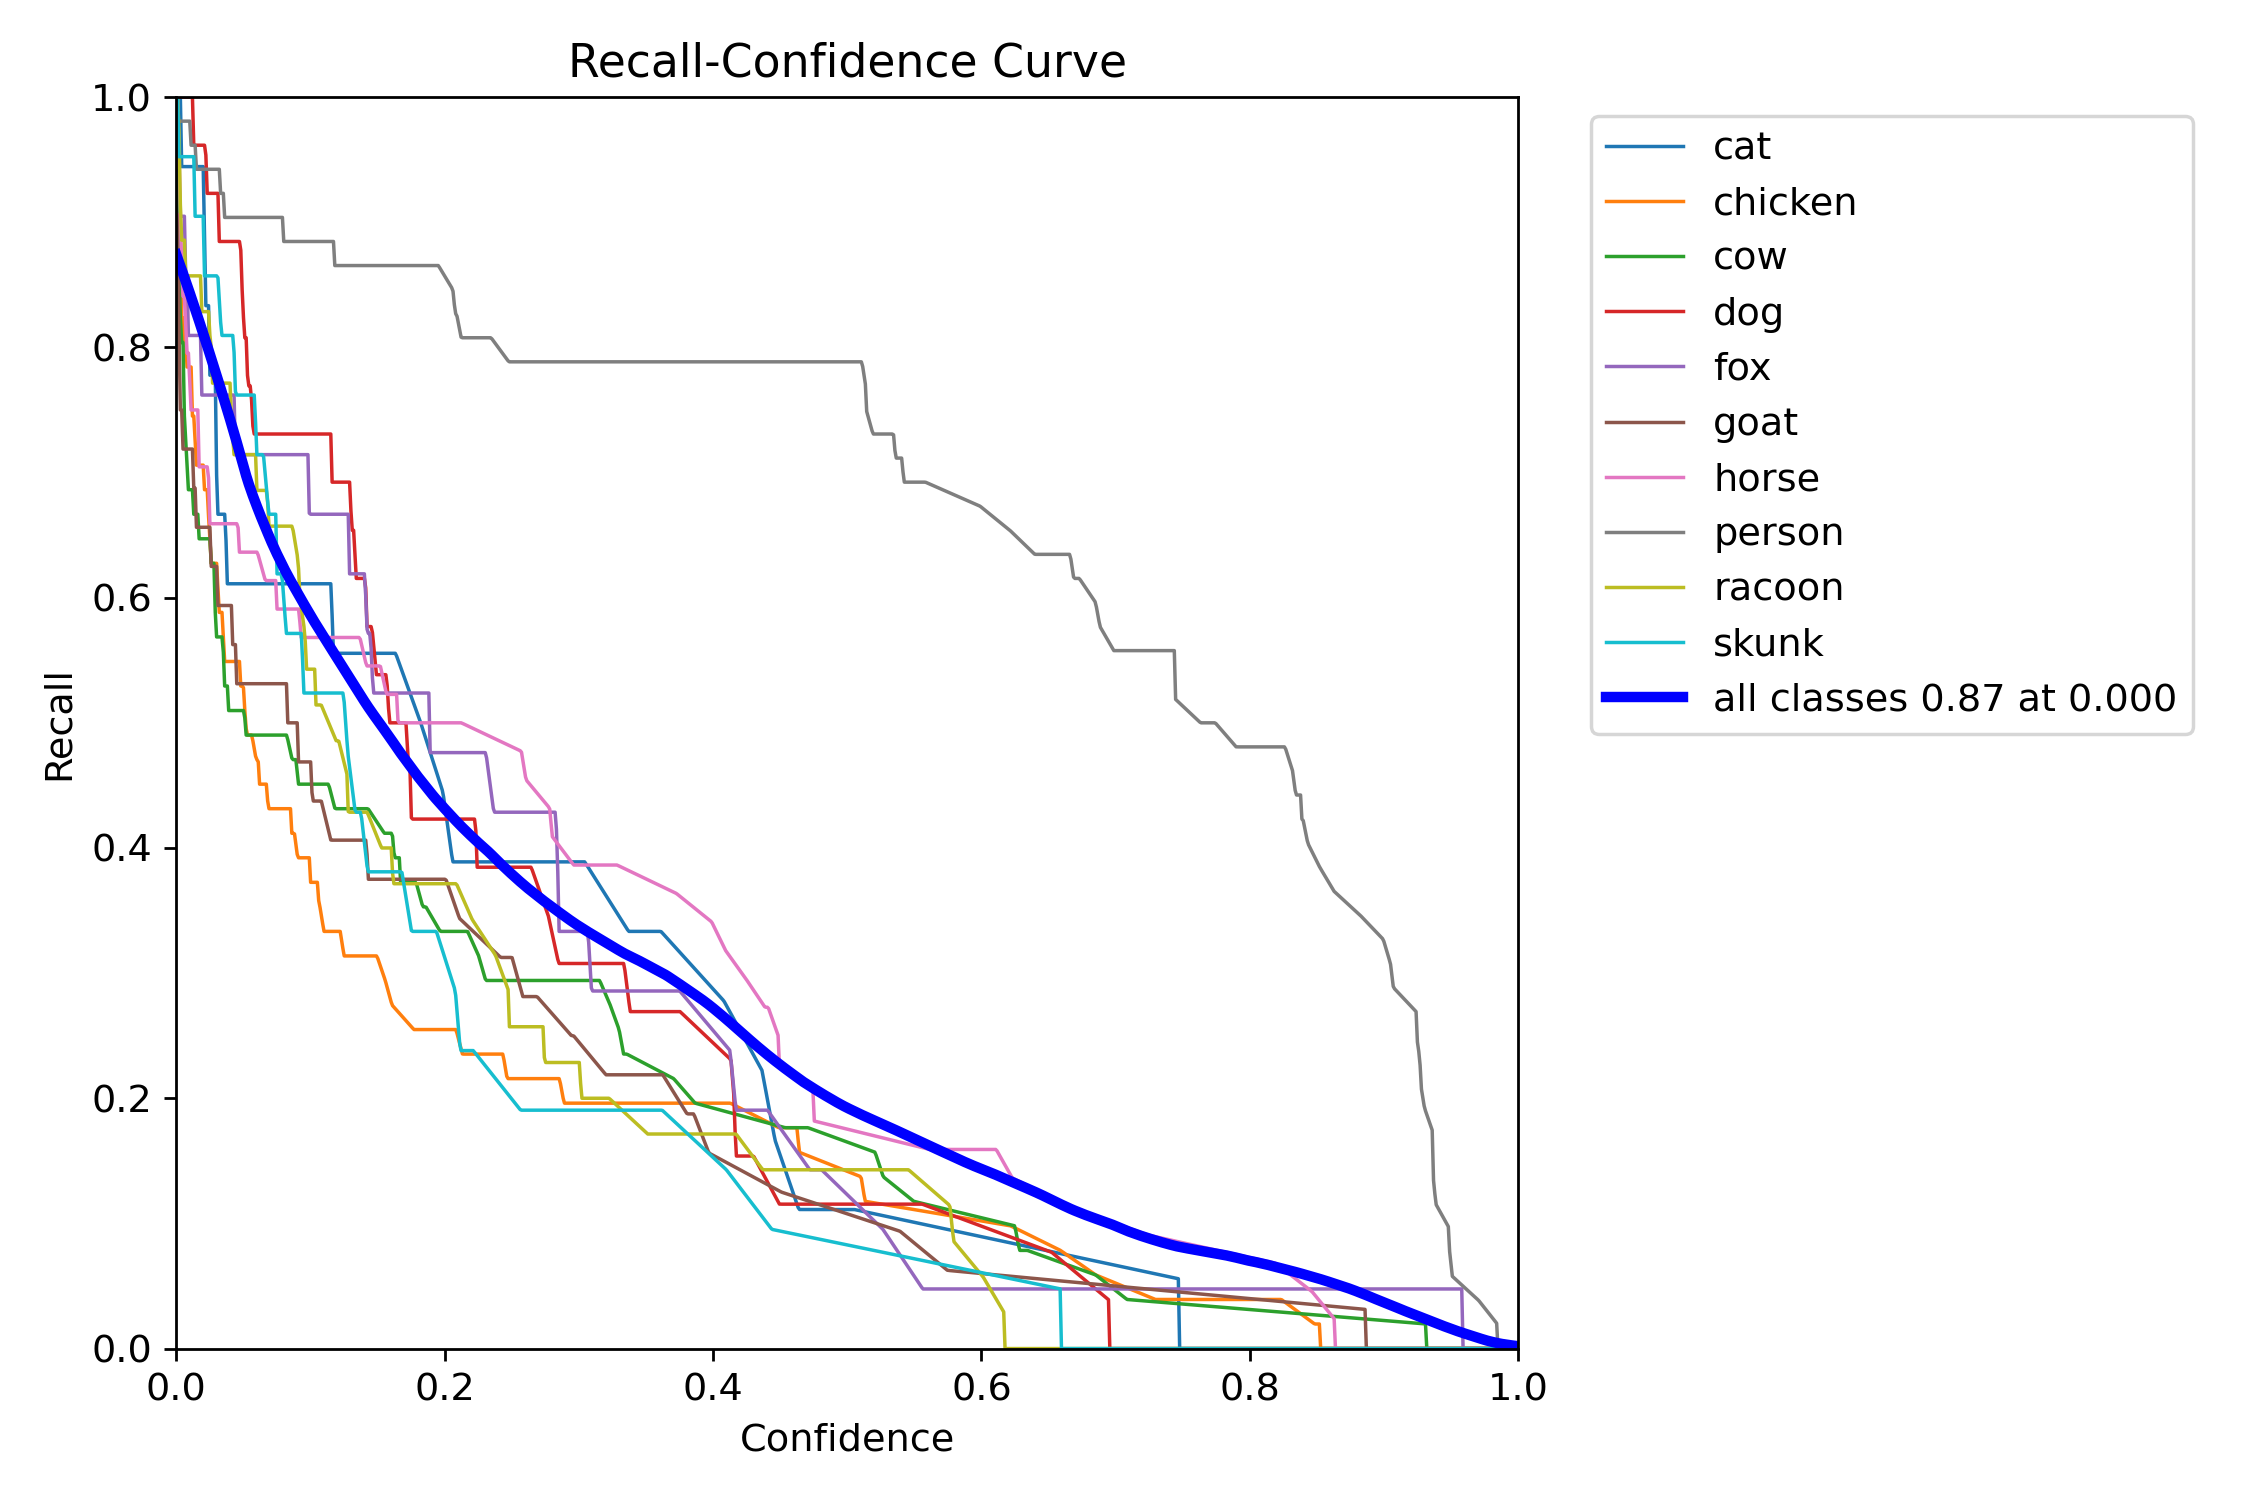 Recall-Confidence Curve
1.0
0.8
0.6
0.4
0.2
0.0
Recall
0.0 0.2 0.4 0.6 0.8 1.0
Confidence
cat
chicken
cow
dog
fox
goat
horse
person
racoon
skunk
all classes 0.87 at 0.000